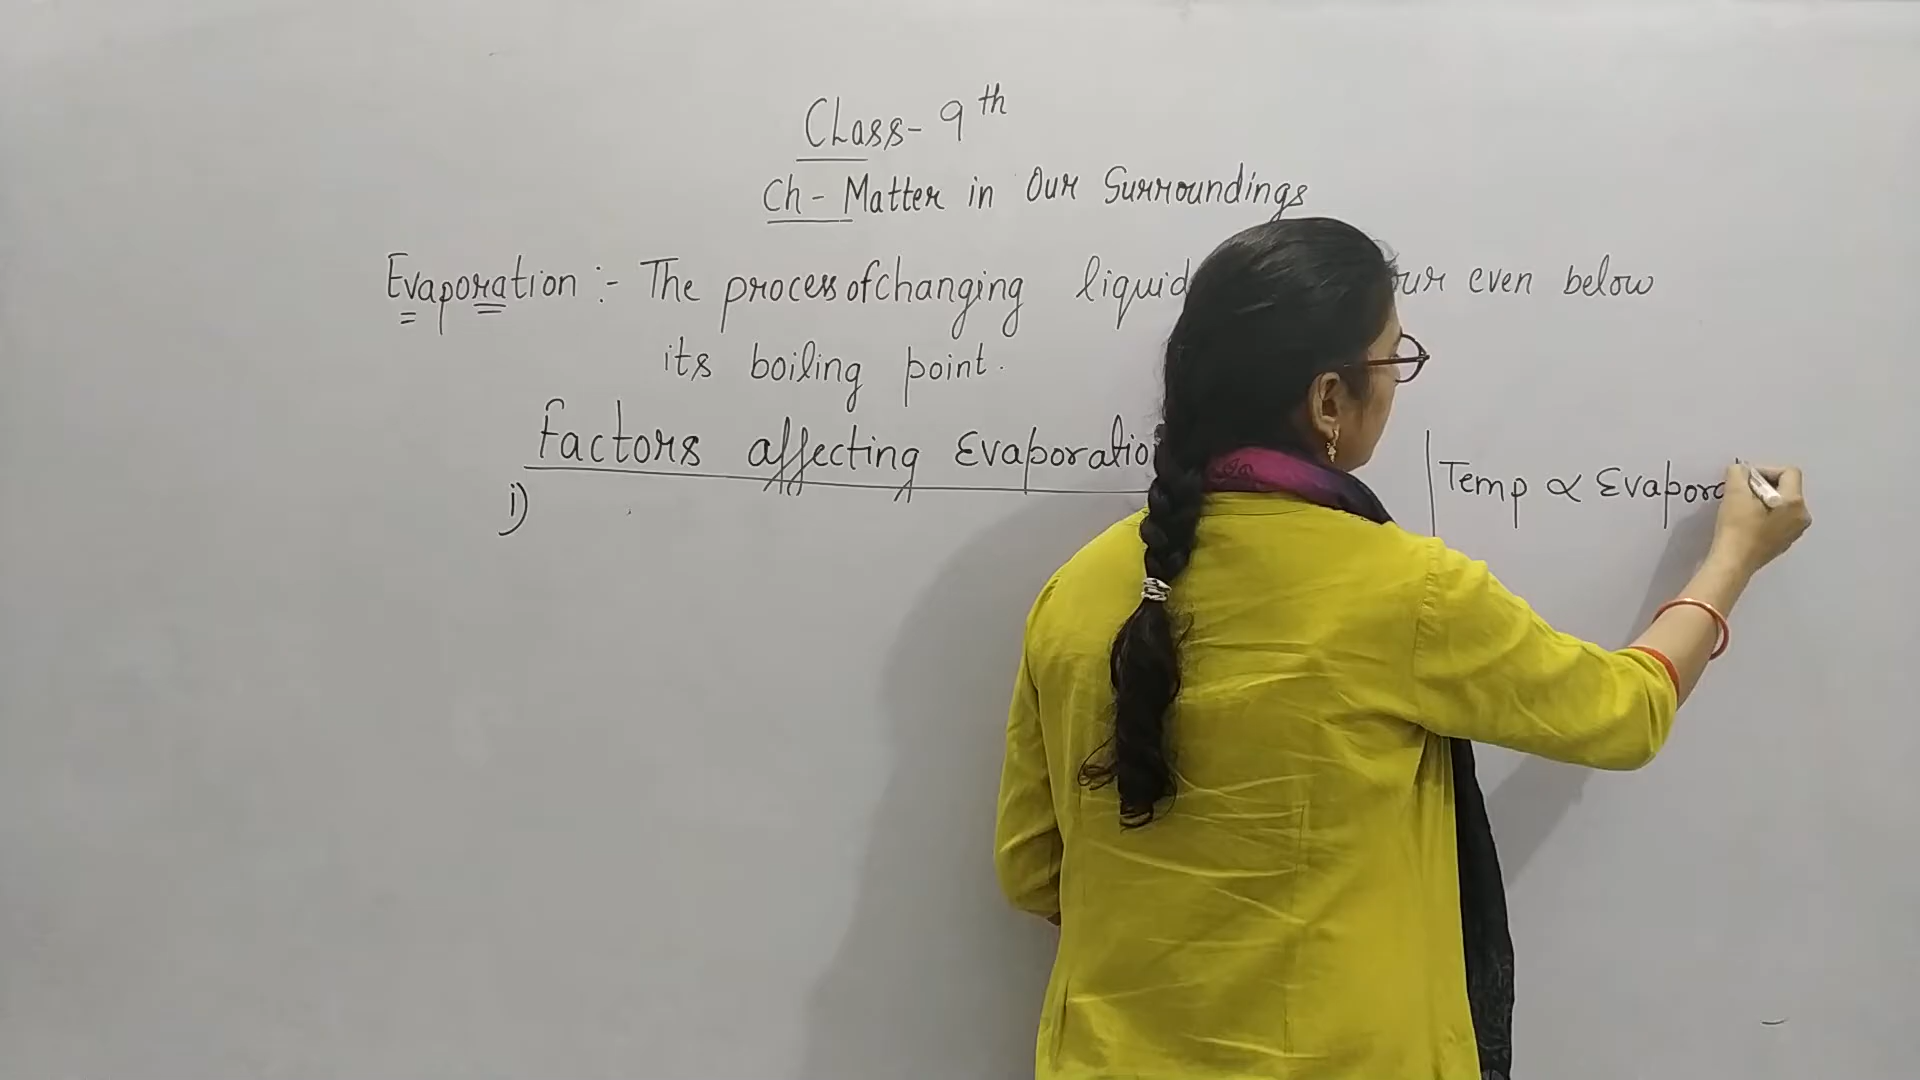 Class- 9th
Ch- Matter in Our Surroundings
Evaporation :- The process of changing liquid even below
its boiling point.
Factors affecting Evaporatio
i)
Temp ∝ Evapora